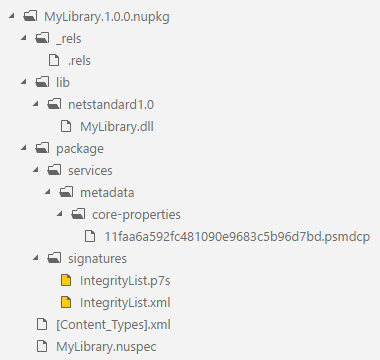 MyLibrary.1.0.0.nupkg
_rels
.rels
lib
netstandard1.0
MyLibrary.dll
package
services
metadata
core-properties
11faa6a592fc481090e9683c5b96d7bd.psmdcp
signatures
IntegrityList.p7s
IntegrityList.xml
[Content_Types].xml
MyLibrary.nuspec